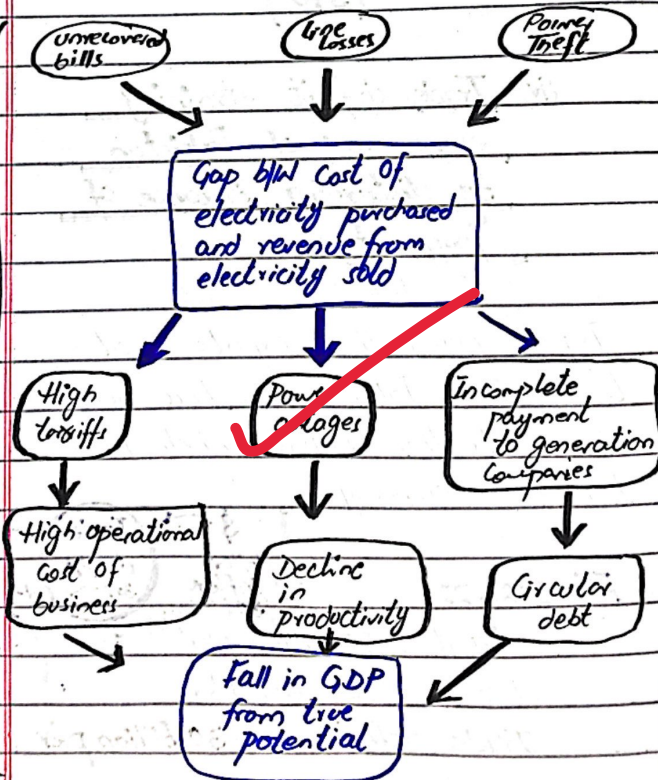 unrecovered
bills
Line
Losses
Power
Theft
Gap b/w Cost of
electricity purchased
and revenue from
electricity sold
High
tarriffs
Power
outages
Incomplete
payment
to generation
Companies
High operational
Cost of
business
Decline
in
productivity
Circular
debt
Fall in GDP
from true
potential